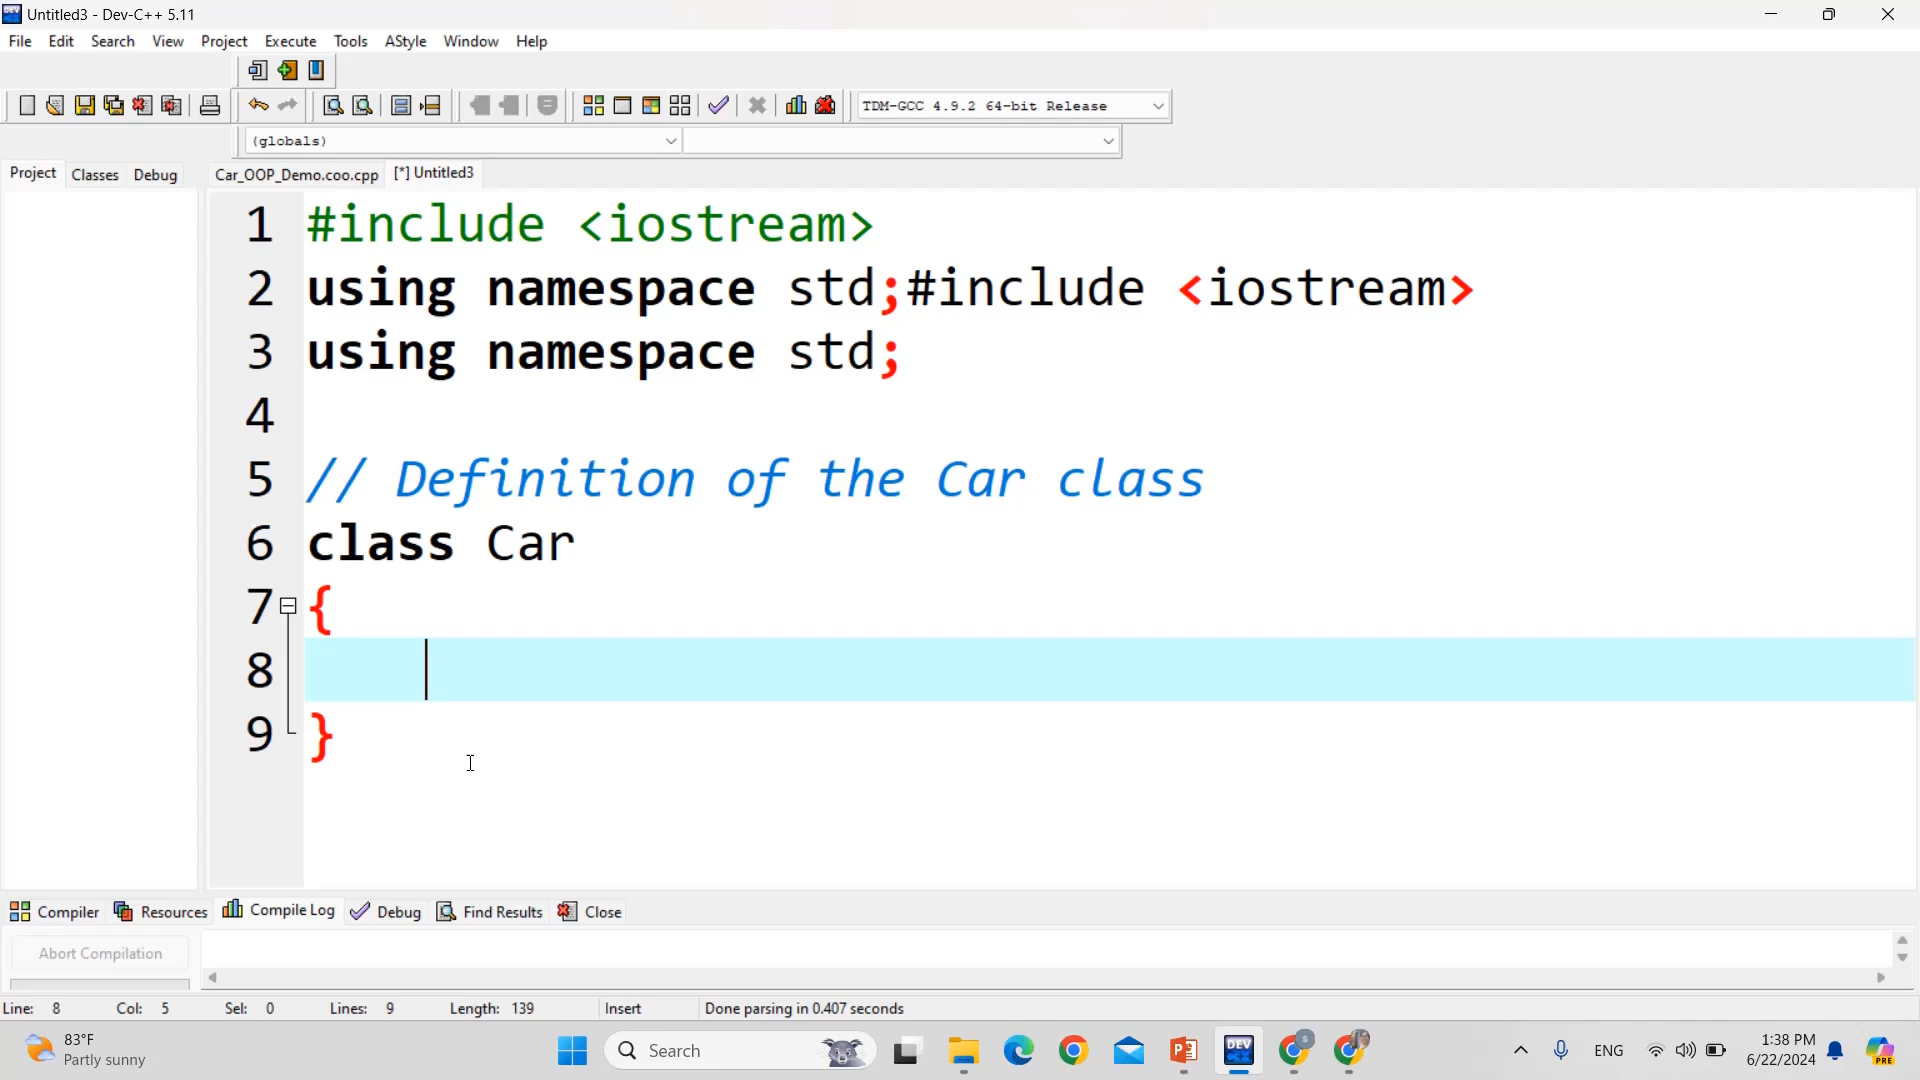 Untitled3 - Dev-C++ 5.11
File Edit Search View Project Execute Tools AStyle Window Help
TDM-GCC 4.9.2 64-bit Release
(globals)
Project Classes Debug Car_OOP_Demo.coo.cpp [*] Untitled3
1 #include <iostream>
2 using namespace std;#include <iostream>
3 using namespace std;
4
5 // Definition of the Car class
6 class Car
7 {
8
9 }
Compiler Resources Compile Log Debug Find Results Close
Abort Compilation
Line: 8 Col: 5 Sel: 0 Lines: 9 Length: 139 Insert Done parsing in 0.407 seconds
83°F
Partly sunny
Search
DEV
ENG
1:38 PM
6/22/2024
PRE